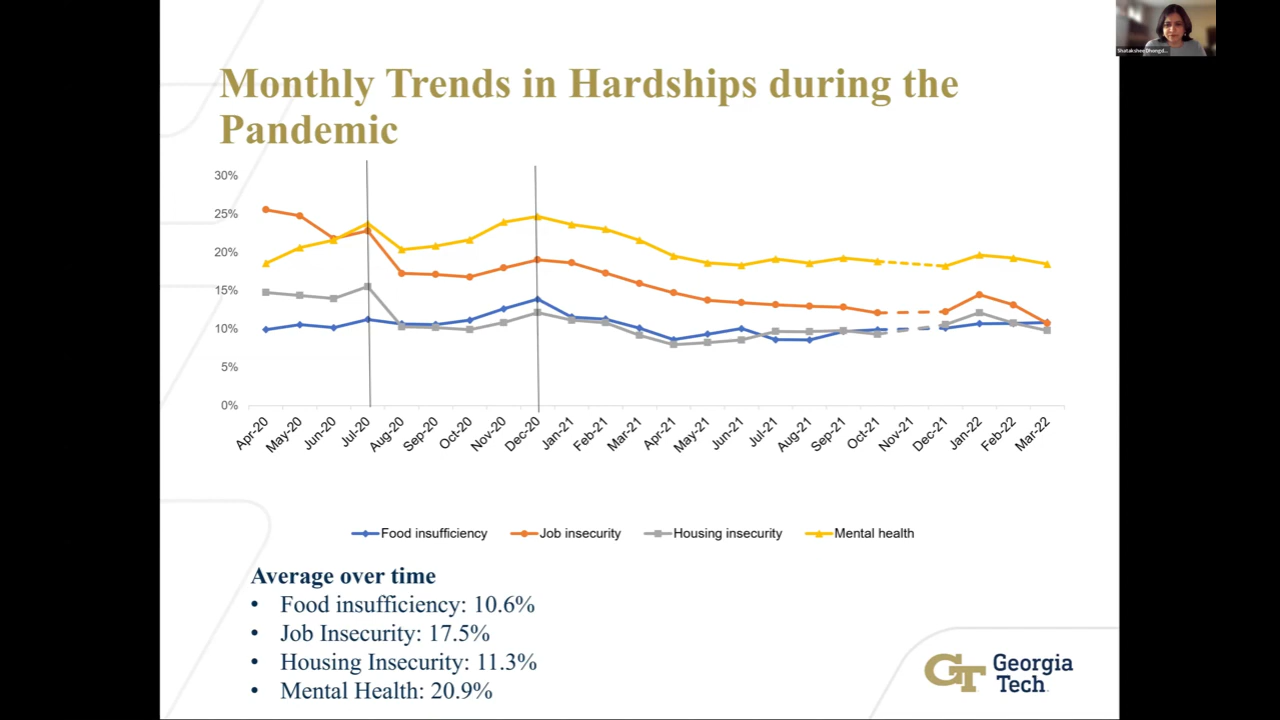 Shatakshee Dhongd...
Monthly Trends in Hardships during the
Pandemic
30%
25%
20%
15%
10%
5%
0%
Apr-20 May-20 Jun-20 Jul-20 Aug-20 Sep-20 Oct-20 Nov-20 Dec-20 Jan-21 Feb-21 Mar-21 Apr-21 May-21 Jun-21 Jul-21 Aug-21 Sep-21 Oct-21 Nov-21 Dec-21 Jan-22 Feb-22 Mar-22
Food insufficiency Job insecurity Housing insecurity Mental health
Average over time
• Food insufficiency: 10.6%
• Job Insecurity: 17.5%
• Housing Insecurity: 11.3%
• Mental Health: 20.9%
GT Georgia
Tech